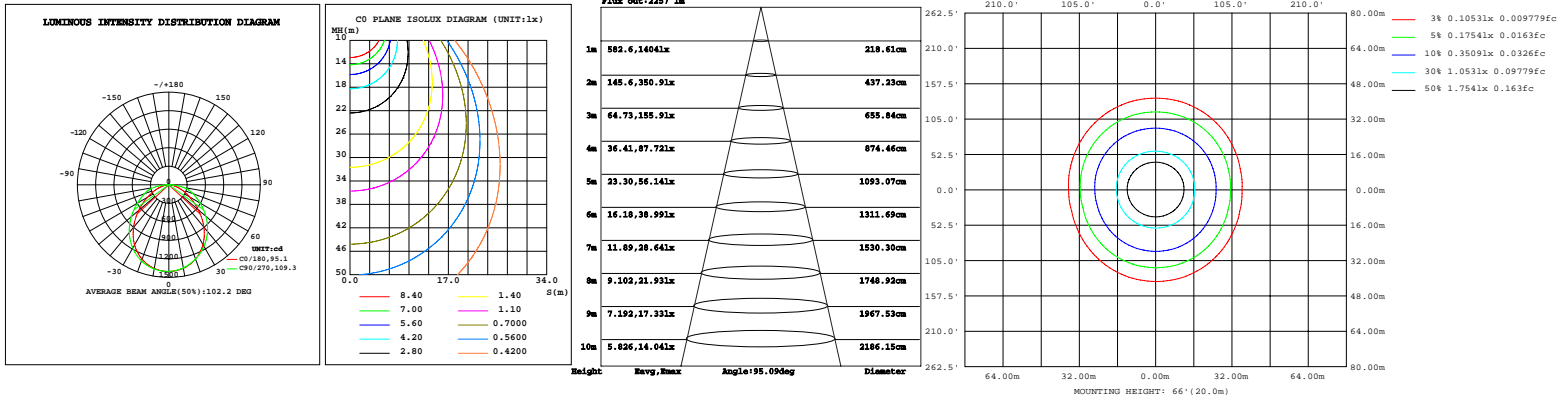 LUMINOUS INTENSITY DISTRIBUTION DIAGRAM
-/+180
-150 150
-120 120
-90 90
0
300
600
900
1200
1500
-60 60
-30 30
0
UNIT:cd
C0/180,95.1
C90/270,109.3
AVERAGE BEAM ANGLE(50%):102.2 DEG
C0 PLANE ISOLUX DIAGRAM (UNIT:lx)
MH(m)
10
14
18
22
26
30
34
38
42
46
50
0.0 17.0 34.0
S(m)
8.40 1.40
7.00 1.10
5.60 0.7000
4.20 0.5600
2.80 0.4200
Flux out:2257 lm
1m 582.6,1404lx 218.61cm
2m 145.6,350.9lx 437.23cm
3m 64.73,155.9lx 655.84cm
4m 36.41,87.72lx 874.46cm
5m 23.30,56.14lx 1093.07cm
6m 16.18,38.99lx 1311.69cm
7m 11.89,28.64lx 1530.30cm
8m 9.102,21.93lx 1748.92cm
9m 7.192,17.33lx 1967.53cm
10m 5.826,14.04lx 2186.15cm
Height Eavg,Emax Angle:95.09deg Diameter
210.0' 105.0' 0.0' 105.0' 210.0'
262.5' 80.00m
210.0' 64.00m
157.5' 48.00m
105.0' 32.00m
52.5' 16.00m
0.0' 0.00m
52.5' 16.00m
105.0' 32.00m
157.5' 48.00m
210.0' 64.00m
262.5' 80.00m
64.00m 32.00m 0.00m 32.00m 64.00m
MOUNTING HEIGHT: 66'(20.0m)
3% 0.1053lx 0.009779fc
5% 0.1754lx 0.0163fc
10% 0.3509lx 0.0326fc
30% 1.053lx 0.09779fc
50% 1.754lx 0.163fc